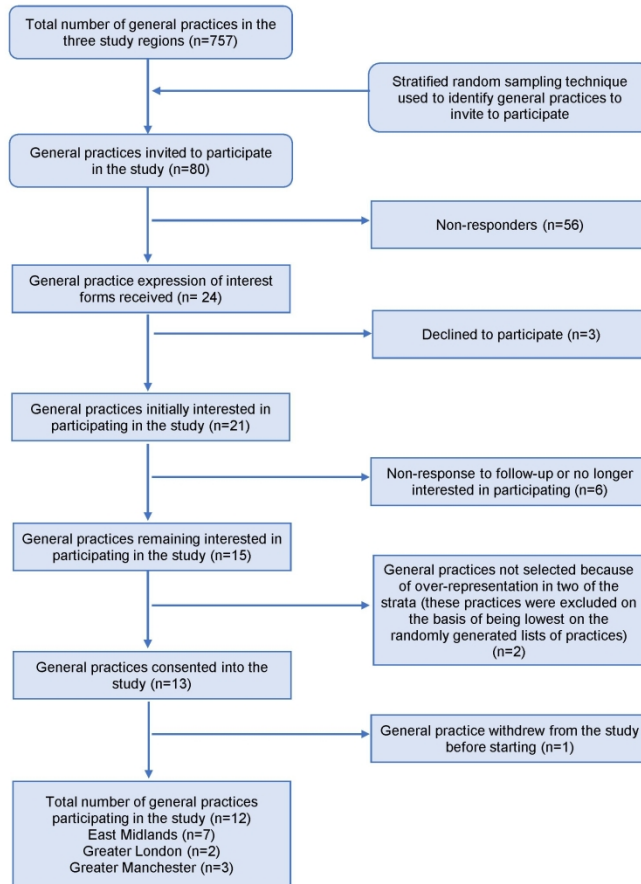 Total number of general practices in the
three study regions (n=757)
Stratified random sampling technique
used to identify general practices to
invite to participate
General practices invited to participate
in the study (n=80)
Non-responders (n=56)
General practice expression of interest
forms received (n= 24)
Declined to participate (n=3)
General practices initially interested in
participating in the study (n=21)
Non-response to follow-up or no longer
interested in participating (n=6)
General practices remaining interested in
participating in the study (n=15)
General practices not selected because
of over-representation in two of the
strata (these practices were excluded on
the basis of being lowest on the
randomly generated lists of practices)
(n=2)
General practices consented into the
study (n=13)
General practice withdrew from the study
before starting (n=1)
Total number of general practices
participating in the study (n=12)
East Midlands (n=7)
Greater London (n=2)
Greater Manchester (n=3)